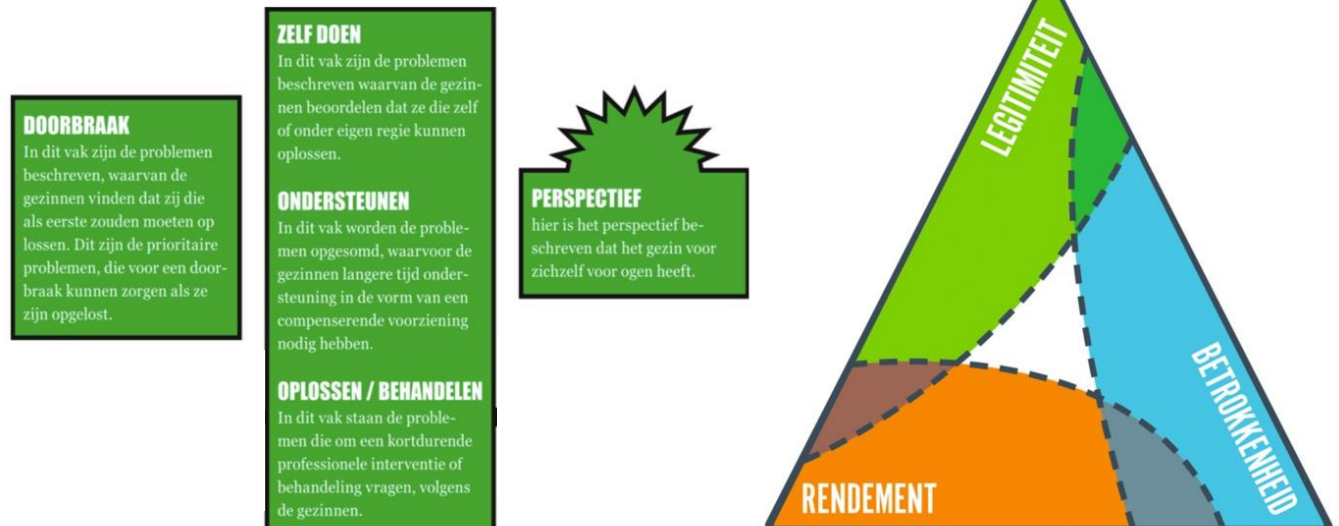 DOORBRAAK
In dit vak zijn de problemen
beschreven, waarvan de
gezinnen vinden dat zij die
als eerste zouden moeten op
lossen. Dit zijn de prioritaire
problemen, die voor een door-
braak kunnen zorgen als ze
zijn opgelost.
ZELF DOEN
In dit vak zijn de problemen
beschreven waarvan de gezin-
nen beoordelen dat ze die zelf
of onder eigen regie kunnen
oplossen.
ONDERSTEUNEN
In dit vak worden de proble-
men opgesomd, waarvoor de
gezinnen langere tijd onder-
steuning in de vorm van een
compenserende voorziening
nodig hebben.
OPLOSSEN / BEHANDELEN
In dit vak staan de proble-
men die om een kortdurende
professionele interventie of
behandeling vragen, volgens
de gezinnen.
PERSPECTIEF
hier is het perspectief be-
schreven dat het gezin voor
zichzelf voor ogen heeft.
LEGITIMITEIT
BETROKKENHEID
RENDEMENT